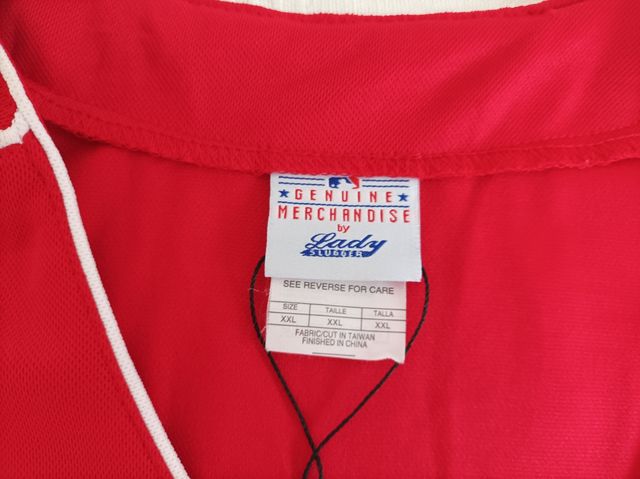 GENUINE
MERCHANDISE
by
Lady
SLUGGER
SEE REVERSE FOR CARE
SIZE TAILLE TALLA
XXL XXL XXL
FABRIC/CUT IN TAIWAN
FINISHED IN CHINA